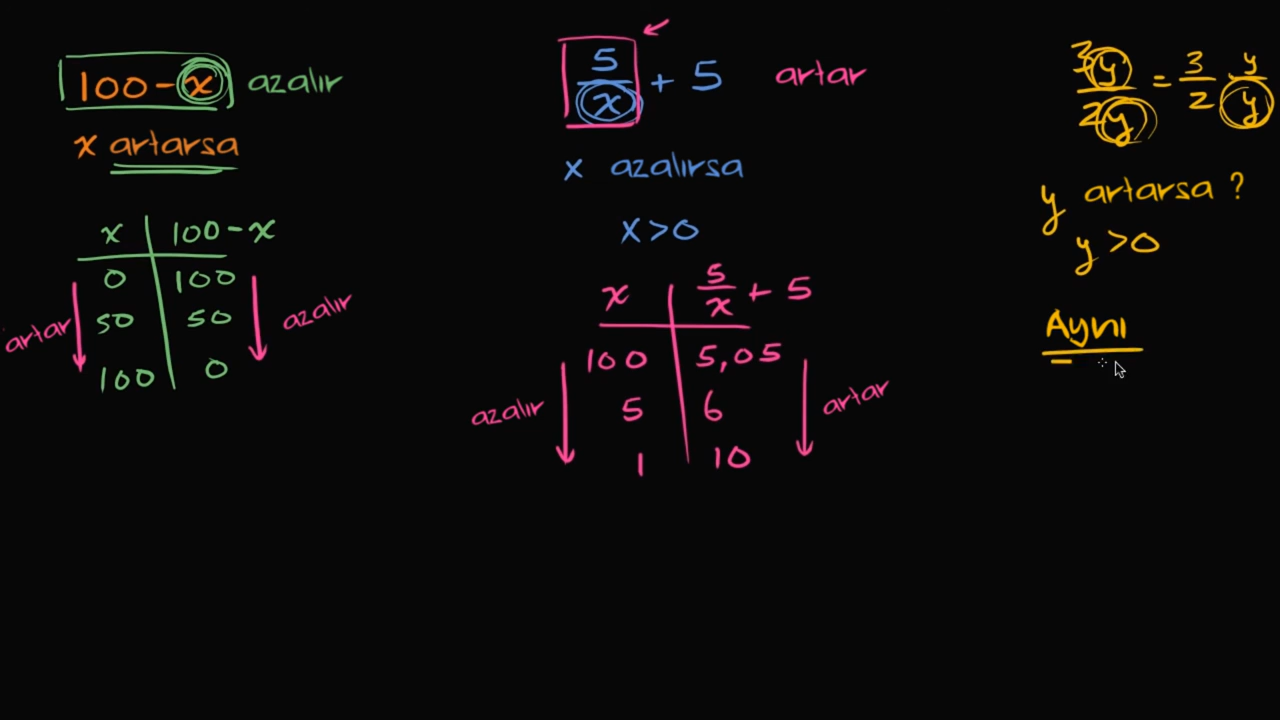 100 - x azalır
x artarsa
x | 100 - x
0 | 100
50 | 50
100 | 0
artar
azalır
5/x + 5 artar
x azalırsa
x > 0
x | 5/x + 5
100 | 5,05
5 | 6
1 | 10
azalır
artar
3y/2y = 3/2 y/y
y artarsa ?
y > 0
Aynı